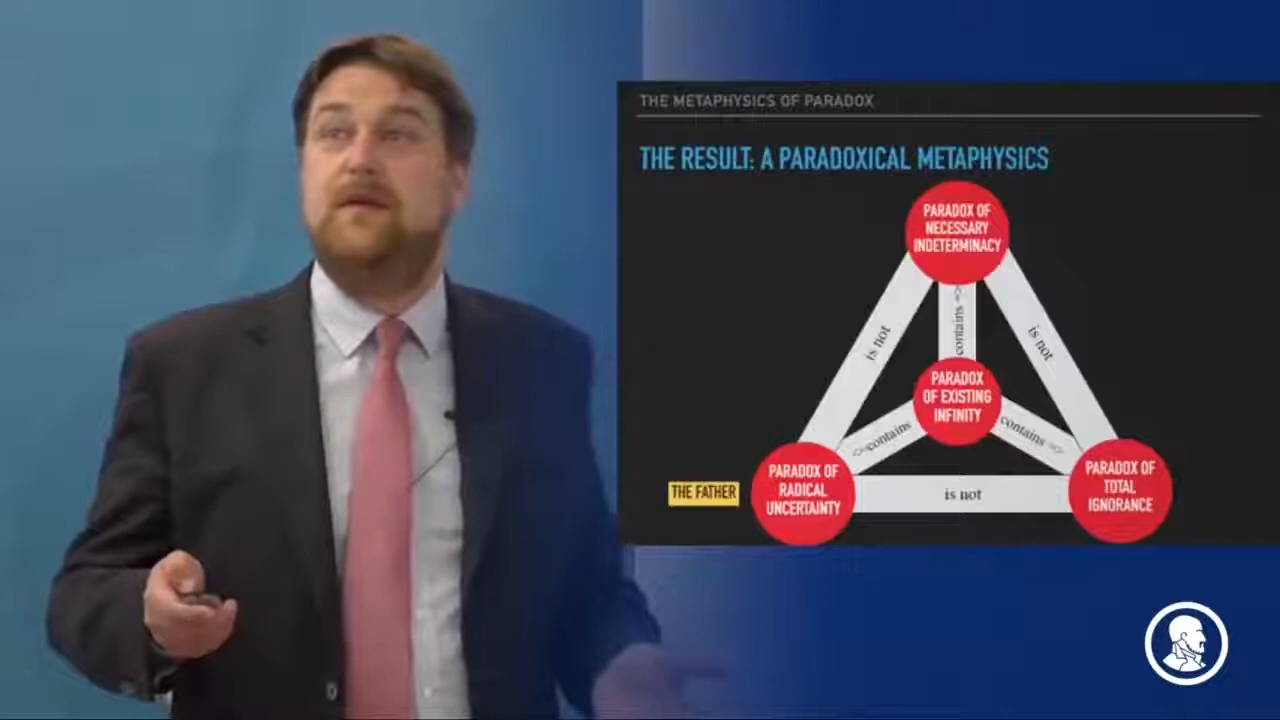 THE METAPHYSICS OF PARADOX
THE RESULT: A PARADOXICAL METAPHYSICS
PARADOX OF
NECESSARY
INDETERMINACY
is not
contains
is not
PARADOX
OF EXISTING
INFINITY
contains
contains
THE FATHER
PARADOX OF
RADICAL
UNCERTAINTY
is not
PARADOX OF
TOTAL
IGNORANCE